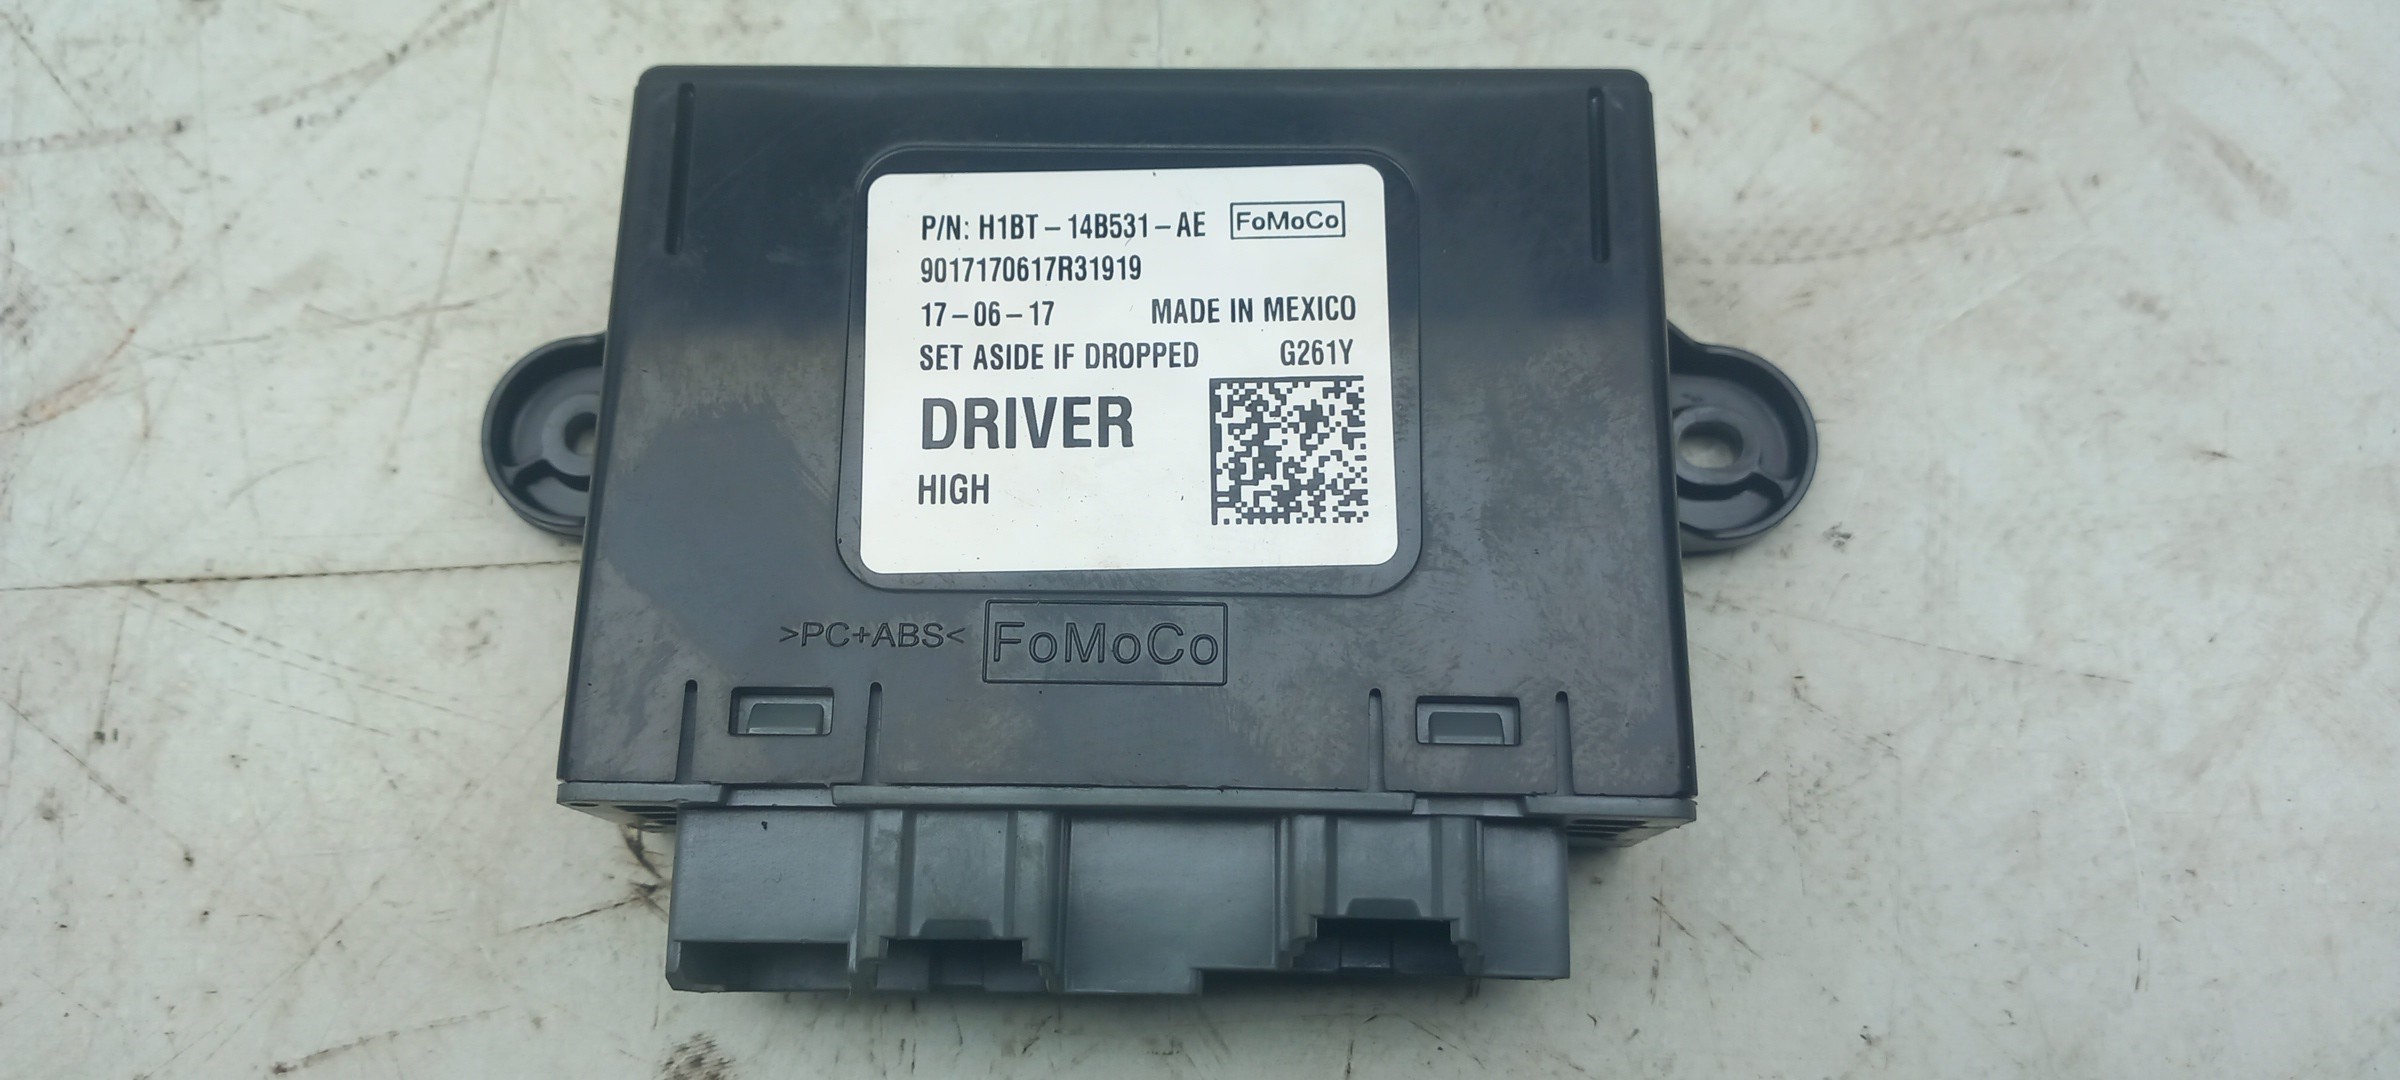 P/N: H1BT-14B531-AE FoMoCo
9017170617R31919
17-06-17 MADE IN MEXICO
SET ASIDE IF DROPPED G261Y
DRIVER
HIGH
>PC+ABS< FoMoCo